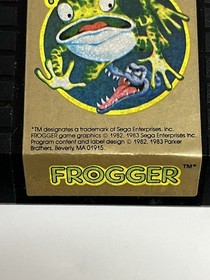 "TM designates a trademark of Sega Enterprises, Inc.
FROGGER game graphics © 1982, 1983 Sega Enterprises, Inc.
Program content and label design © 1982, 1983 Parker
Brothers, Beverly, MA 01915.
TM"
FROGGER